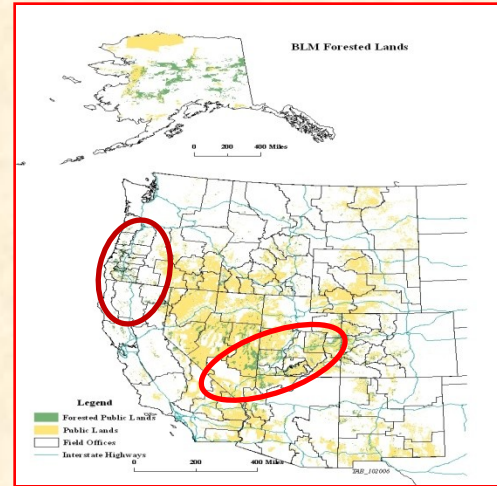 BLM Forested Lands
0 200 400 Miles
0 200 400 Miles
Legend
Forested Public Lands
Public Lands
Field Offices
Interstate Highways